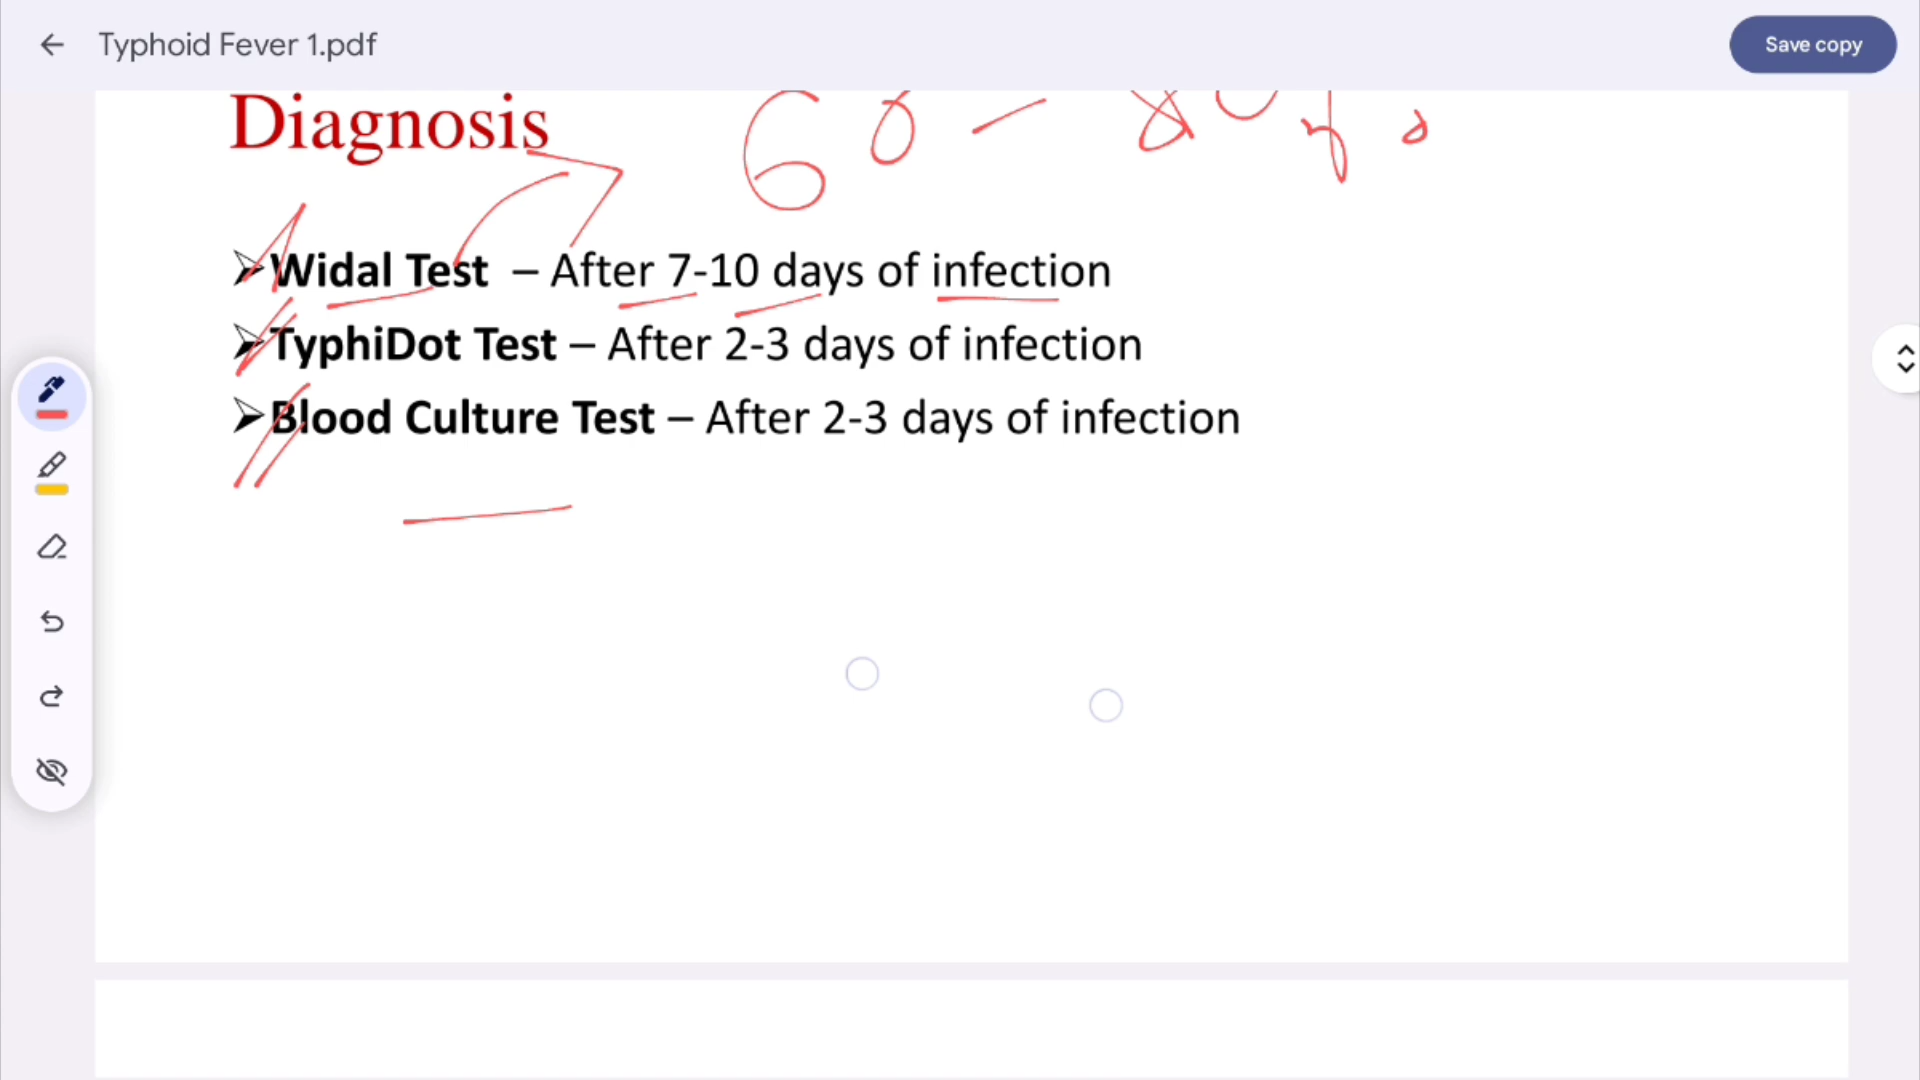 Typhoid Fever 1.pdf
Save copy
Diagnosis
60 - 80%
➢Widal Test – After 7-10 days of infection
➢TyphiDot Test – After 2-3 days of infection
➢Blood Culture Test – After 2-3 days of infection